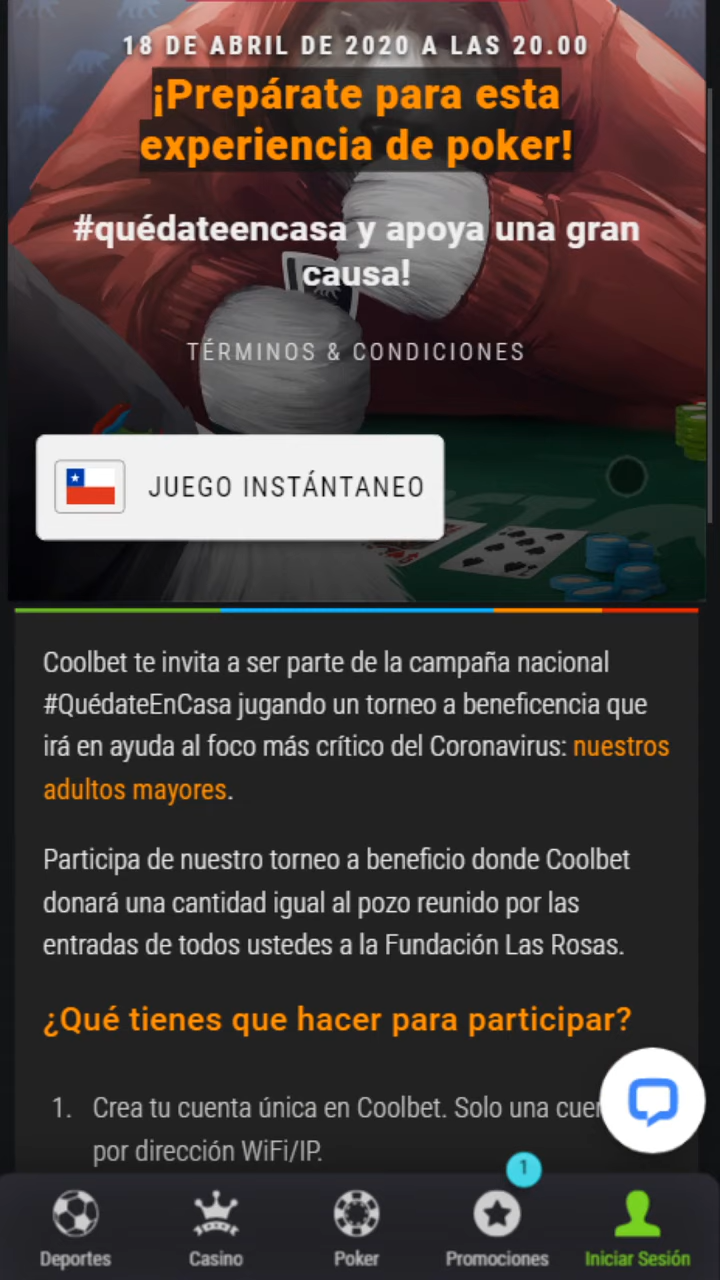 18 DE ABRIL DE 2020 A LAS 20.00
¡Prepárate para esta
experiencia de poker!
#quédateencasa y apoya una gran
causa!
TÉRMINOS & CONDICIONES
JUEGO INSTÁNTANEO
Coolbet te invita a ser parte de la campaña nacional
#QuédateEnCasa jugando un torneo a beneficencia que
irá en ayuda al foco más crítico del Coronavirus: nuestros
adultos mayores.
Participa de nuestro torneo a beneficio donde Coolbet
donará una cantidad igual al pozo reunido por las
entradas de todos ustedes a la Fundación Las Rosas.
¿Qué tienes que hacer para participar?
1. Crea tu cuenta única en Coolbet. Solo una
por dirección WiFi/IP.
1
Deportes Casino Poker Promociones Iniciar Sesión